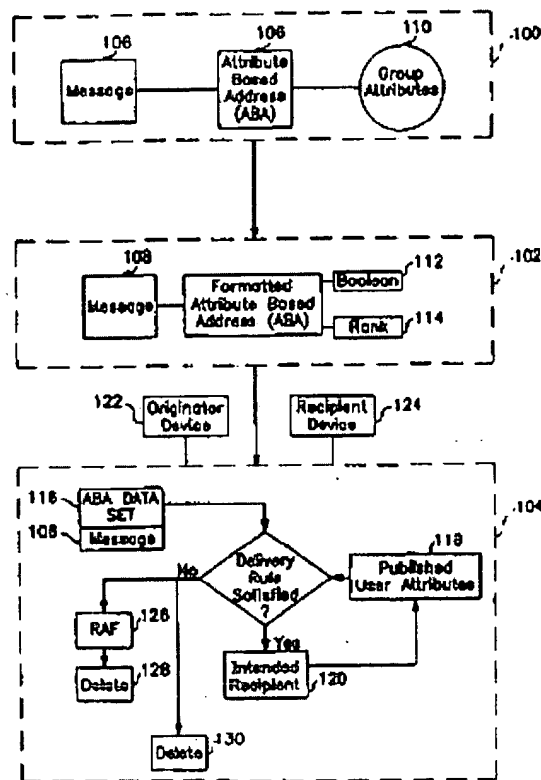 106
106
110
100
Message
Attribute
Based
Address
(ABA)
Group
Attributes
108
112
102
Message
Formatted
Attribute Based
Address (ABA)
Boolean
Rank
114
122
Originator
Device
Recipient
Device
124
116
ABA DATA
SET
104
108
Message
118
Delivery
Rule
Satisfied
?
Published
User Attributes
No
Yes
RAF
126
Intended
Recipient
120
Delete
128
Delete
130